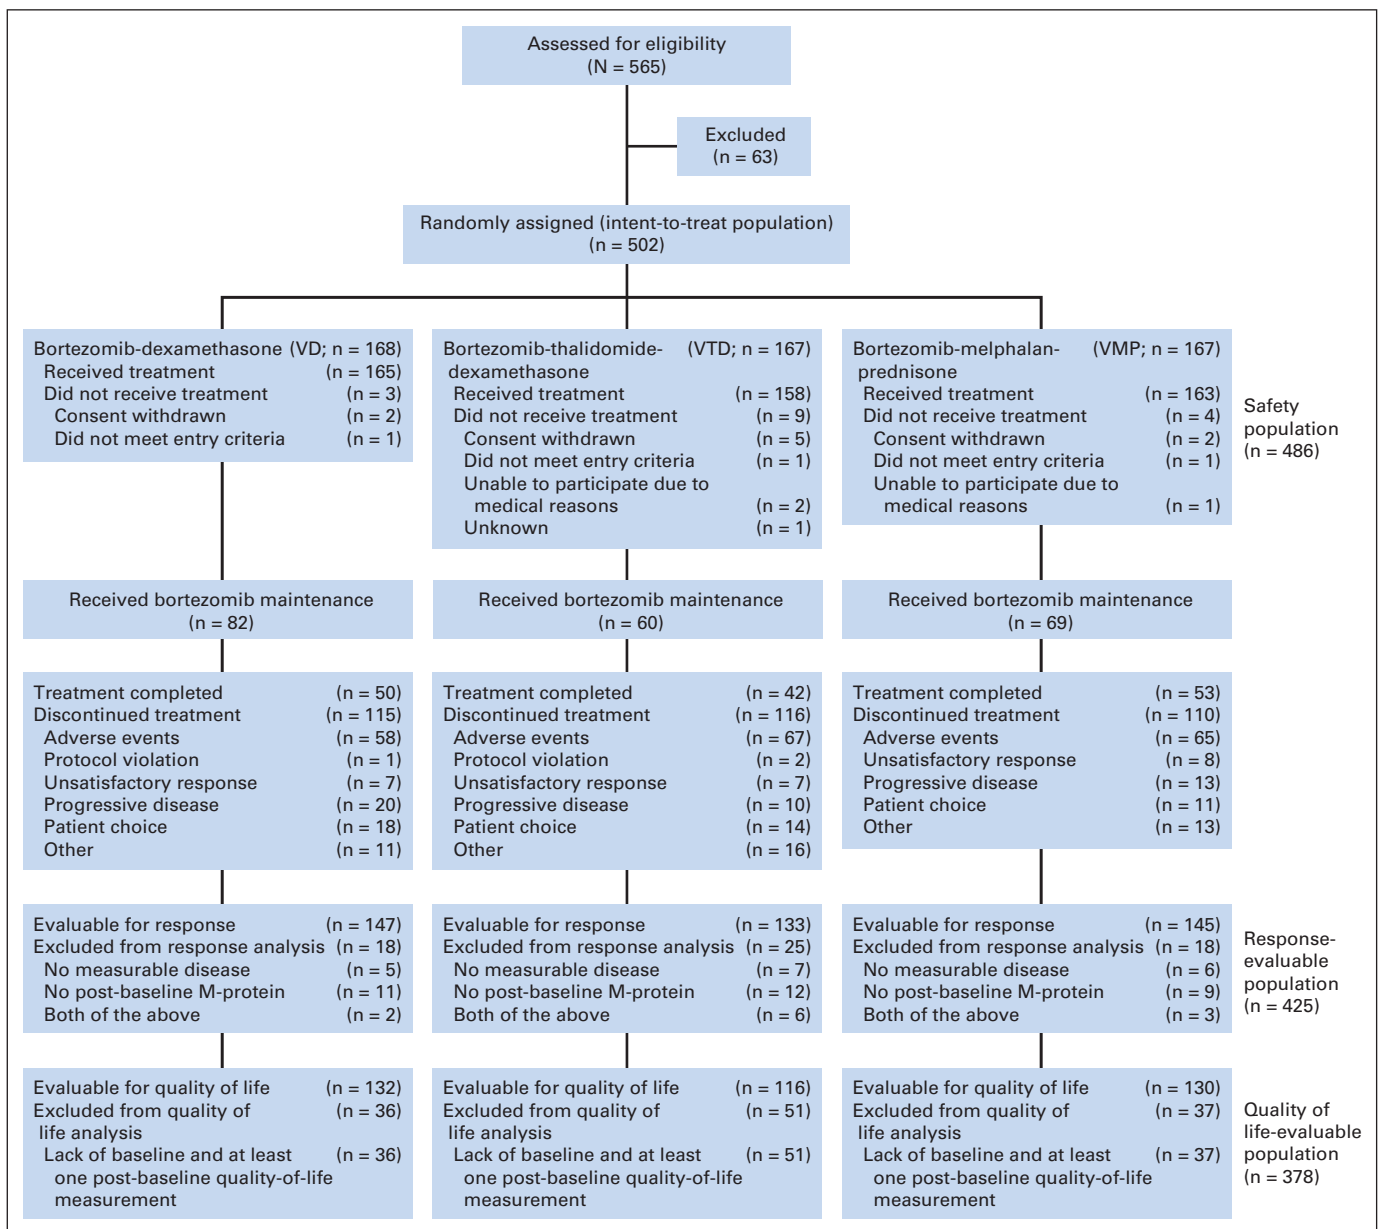 Assessed for eligibility
(N = 565)
Excluded
(n = 63)
Randomly assigned (intent-to-treat population)
(n = 502)
Bortezomib-dexamethasone (VD; n = 168)
Received treatment (n = 165)
Did not receive treatment (n = 3)
Consent withdrawn (n = 2)
Did not meet entry criteria (n = 1)
Bortezomib-thalidomide- (VTD; n = 167)
dexamethasone
Received treatment (n = 158)
Did not receive treatment (n = 9)
Consent withdrawn (n = 5)
Did not meet entry criteria (n = 1)
Unable to participate due to
medical reasons (n = 2)
Unknown (n = 1)
Bortezomib-melphalan- (VMP; n = 167)
prednisone
Received treatment (n = 163)
Did not receive treatment (n = 4)
Consent withdrawn (n = 2)
Did not meet entry criteria (n = 1)
Unable to participate due to
medical reasons (n = 1)
Safety
population
(n = 486)
Received bortezomib maintenance
(n = 82)
Received bortezomib maintenance
(n = 60)
Received bortezomib maintenance
(n = 69)
Treatment completed (n = 50)
Discontinued treatment (n = 115)
Adverse events (n = 58)
Protocol violation (n = 1)
Unsatisfactory response (n = 7)
Progressive disease (n = 20)
Patient choice (n = 18)
Other (n = 11)
Treatment completed (n = 42)
Discontinued treatment (n = 116)
Adverse events (n = 67)
Protocol violation (n = 2)
Unsatisfactory response (n = 7)
Progressive disease (n = 10)
Patient choice (n = 14)
Other (n = 16)
Treatment completed (n = 53)
Discontinued treatment (n = 110)
Adverse events (n = 65)
Unsatisfactory response (n = 8)
Progressive disease (n = 13)
Patient choice (n = 11)
Other (n = 13)
Evaluable for response (n = 147)
Excluded from response analysis (n = 18)
No measurable disease (n = 5)
No post-baseline M-protein (n = 11)
Both of the above (n = 2)
Evaluable for response (n = 133)
Excluded from response analysis (n = 25)
No measurable disease (n = 7)
No post-baseline M-protein (n = 12)
Both of the above (n = 6)
Evaluable for response (n = 145)
Excluded from response analysis (n = 18)
No measurable disease (n = 6)
No post-baseline M-protein (n = 9)
Both of the above (n = 3)
Response-
evaluable
population
(n = 425)
Evaluable for quality of life (n = 132)
Excluded from quality of (n = 36)
life analysis
Lack of baseline and at least (n = 36)
one post-baseline quality-of-life
measurement
Evaluable for quality of life (n = 116)
Excluded from quality of (n = 51)
life analysis
Lack of baseline and at least (n = 51)
one post-baseline quality-of-life
measurement
Evaluable for quality of life (n = 130)
Excluded from quality of (n = 37)
life analysis
Lack of baseline and at least (n = 37)
one post-baseline quality-of-life
measurement
Quality of
life-evaluable
population
(n = 378)